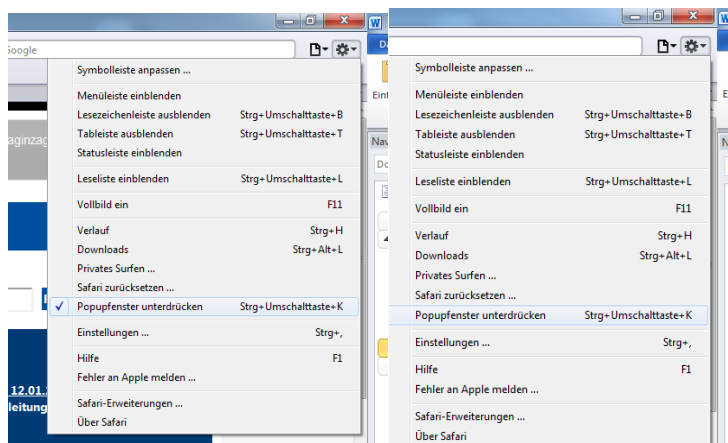 Google
Symbolleiste anpassen ...
Menüleiste einblenden
Lesezeichenleiste ausblenden Strg+Umschalttaste+B
Tableiste ausblenden Strg+Umschalttaste+T
Statusleiste einblenden
Leseliste einblenden Strg+Umschalttaste+L
Vollbild ein F11
Verlauf Strg+H
Downloads Strg+Alt+L
Privates Surfen ...
Safari zurücksetzen ...
Popupfenster unterdrücken Strg+Umschalttaste+K
Einstellungen ... Strg+,
Hilfe F1
Fehler an Apple melden ...
Safari-Erweiterungen ...
Über Safari
aginzag
12.01.
leitung
W
Da
Einf
Nav
Do
Symbolleiste anpassen ...
Menüleiste einblenden
Lesezeichenleiste ausblenden Strg+Umschalttaste+B
Tableiste ausblenden Strg+Umschalttaste+T
Statusleiste einblenden
Leseliste einblenden Strg+Umschalttaste+L
Vollbild ein F11
Verlauf Strg+H
Downloads Strg+Alt+L
Privates Surfen ...
Safari zurücksetzen ...
Popupfenster unterdrücken Strg+Umschalttaste+K
Einstellungen ... Strg+,
Hilfe F1
Fehler an Apple melden ...
Safari-Erweiterungen ...
Über Safari
W
E
N